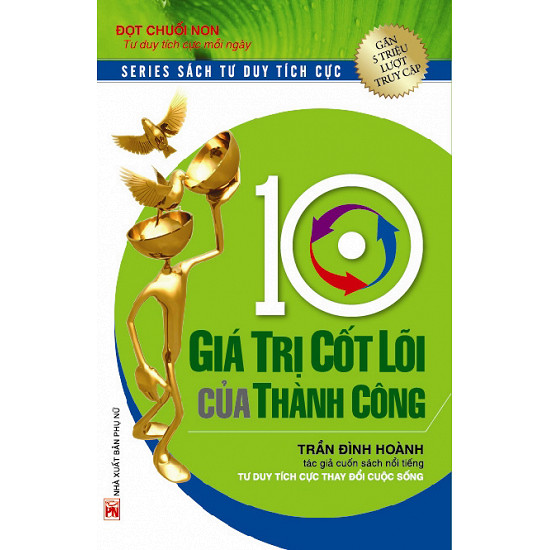 ĐỌT CHUỐI NON
Tư duy tích cực mỗi ngày
SERIES SÁCH TƯ DUY TÍCH CỰC
GẦN
5 TRIỆU
LƯỢT
TRUY CẬP
10
GIÁ TRỊ CỐT LÕI
CỦA THÀNH CÔNG
TRẦN ĐÌNH HOÀNH
tác giả cuốn sách nổi tiếng
TƯ DUY TÍCH CỰC THAY ĐỔI CUỘC SỐNG
NHÀ XUẤT BẢN PHỤ NỮ
PN